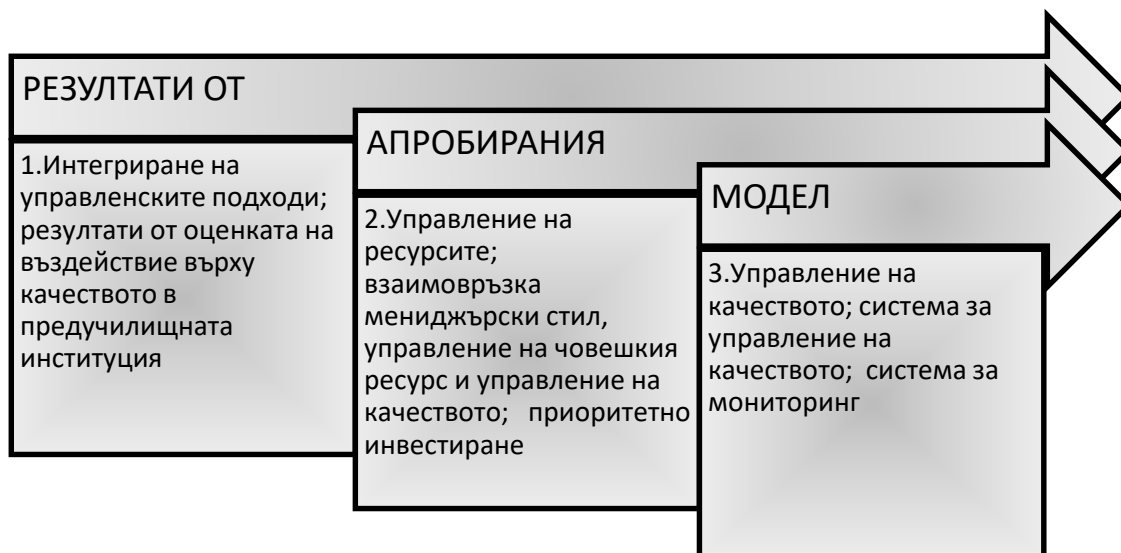 РЕЗУЛТАТИ ОТ
1.Интегриране на
управленските подходи;
резултати от оценката на
въздействие върху
качеството в
предучилищната
институция
АПРОБИРАНИЯ
2.Управление на
ресурсите;
взаимовръзка
мениджърски стил,
управление на човешкия
ресурс и управление на
качеството; приоритетно
инвестиране
МОДЕЛ
3.Управление на
качеството; система за
управление на
качеството; система за
мониторинг